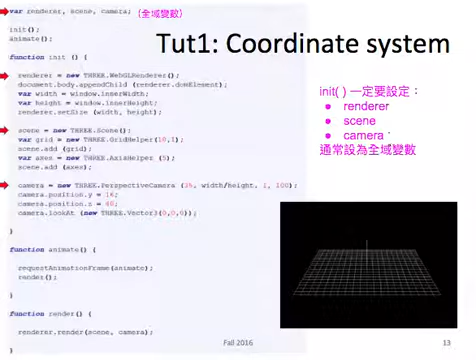 var renderer, scene, camera; (全域變數)
init();
animate();
function init () {
renderer = new THREE.WebGLRenderer();
document.body.appendChild (renderer.domElement);
var width = window.innerWidth;
var height = window.innerHeight;
renderer.setSize (width, height);
scene = new THREE.Scene();
var grid = new THREE.GridHelper(10,1);
scene.add (grid);
var axes = new THREE.AxisHelper (5);
scene.add (axes);
camera = new THREE.PerspectiveCamera (35, width/height, 1, 100);
camera.position.y = 16;
camera.position.z = 40;
camera.lookAt (new THREE.Vector3(0,0,0));
}
function animate() {
requestAnimationFrame(animate);
render();
}
function render() {
renderer.render(scene, camera);
}
Tut1: Coordinate system
init( ) 一定要設定：
• renderer
• scene
• camera
通常設為全域變數
Fall 2016
13